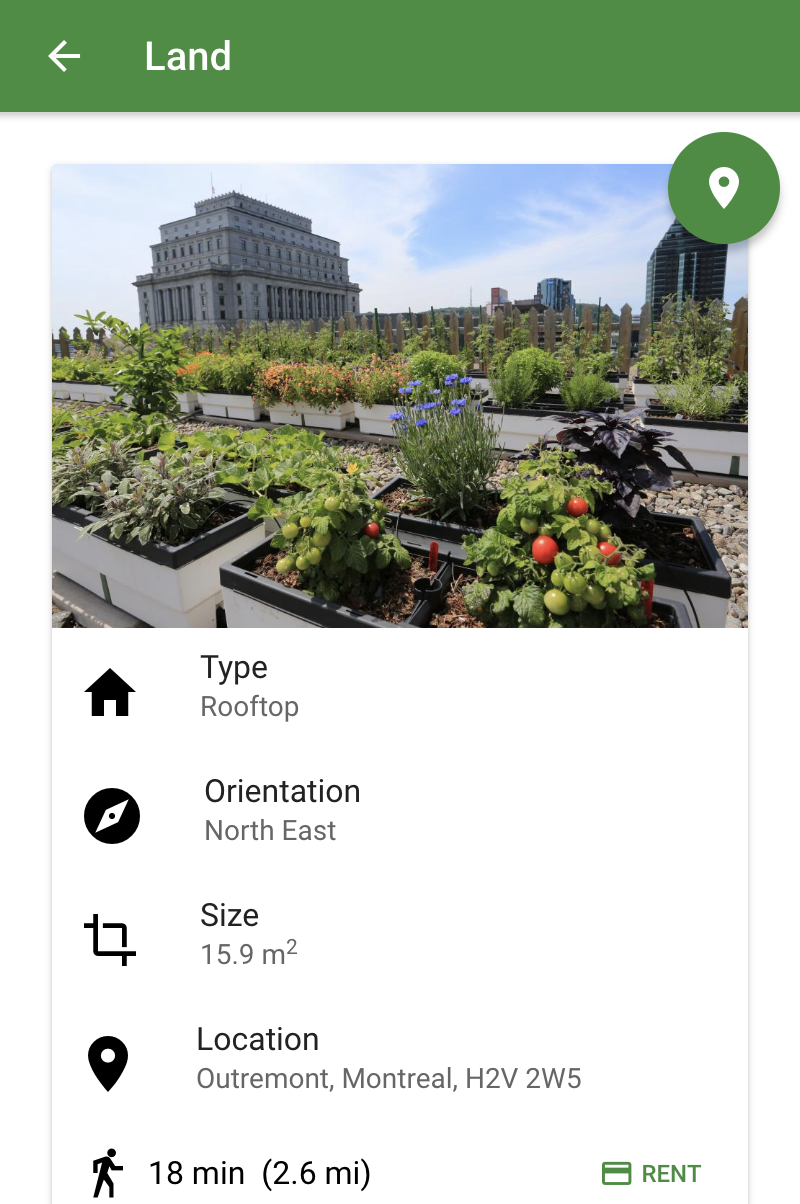 Land
Type
Rooftop
Orientation
North East
Size
15.9 m²
Location
Outremont, Montreal, H2V 2W5
18 min (2.6 mi) RENT